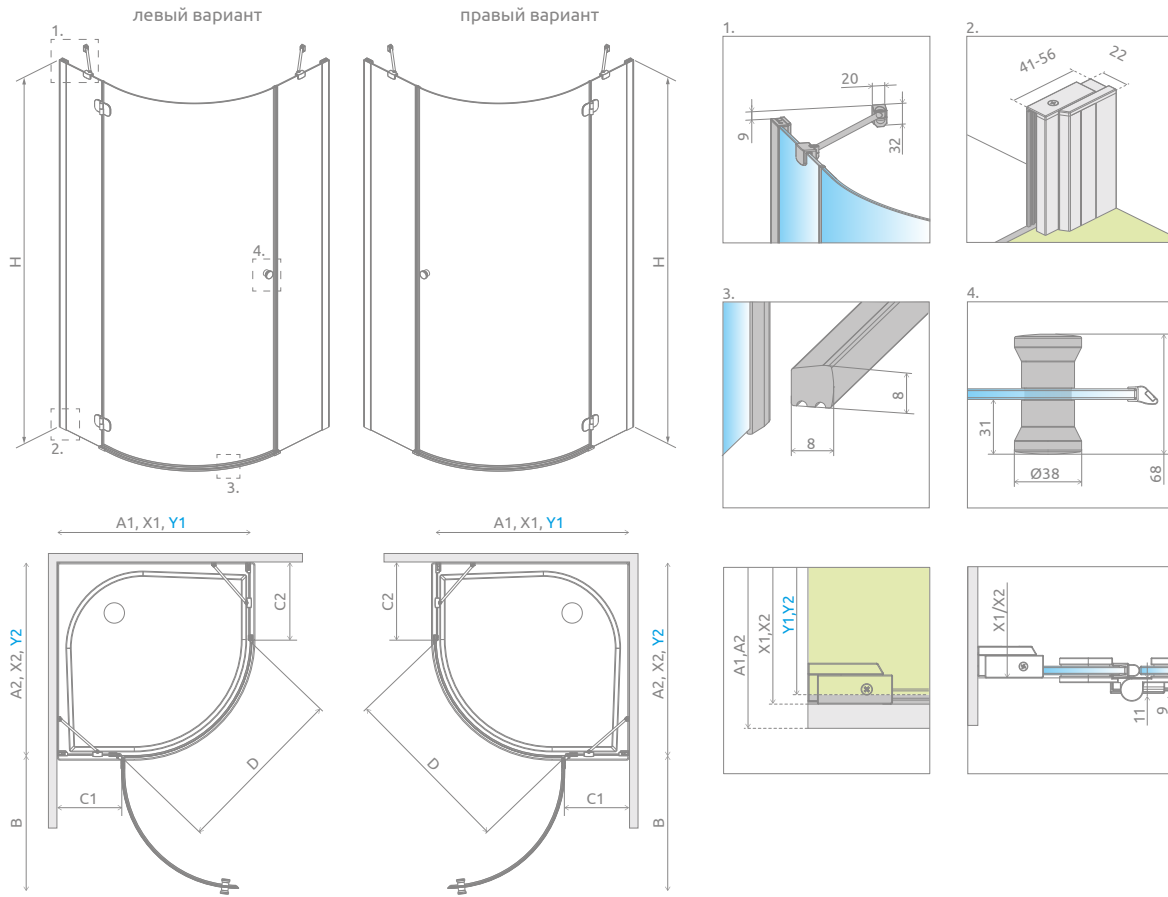 левый вариант
правый вариант
1.
H
4.
2.
3.
H
1.
20
9
32
2.
41-56
22
3.
8
8
4.
31
Ø38
68
A1, X1, Y1
A1, X1, Y1
C2
C2
A2, X2, Y2
A2, X2, Y2
D
D
C1
C1
B
B
A1,A2
X1,X2
Y1,Y2
X1/X2
11
9